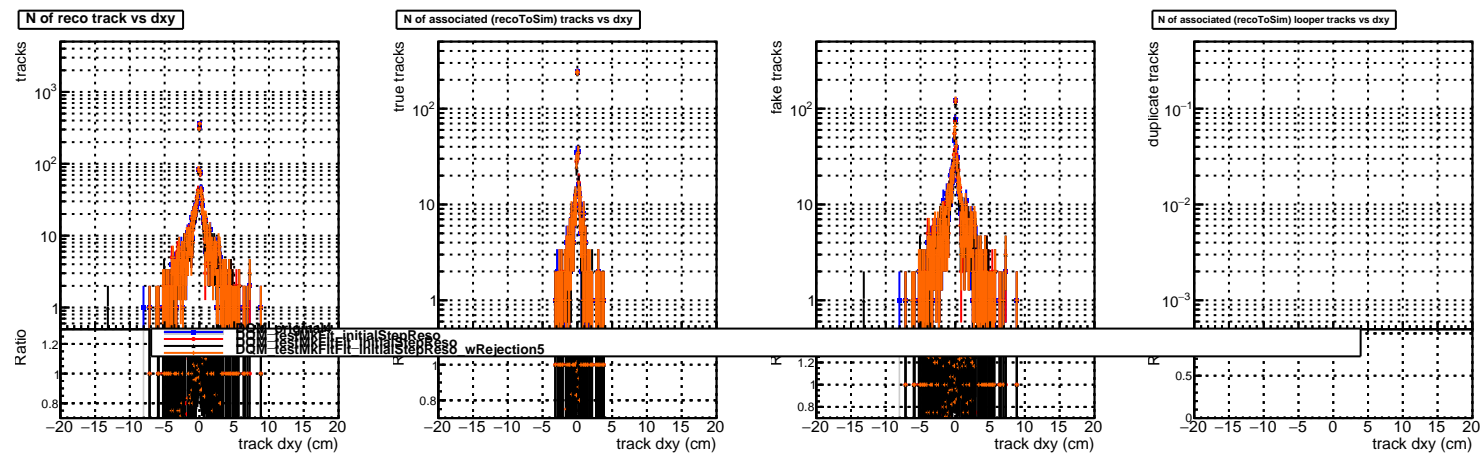 N of reco track vs dxy
N of associated (recoToSim) tracks vs dxy
N of associated (recoToSim) looper tracks vs dxy
tracks
10³
10²
10
1
Ratio
1.2
1
0.8
−20 −15 −10 −5 0 5 10 15 20
track dxy (cm)
true tracks
10²
10
1
1
0.8
−20 −15 −10 −5 0 5 10 15 20
track dxy (cm)
fake tracks
10²
10
1
1.2
1
0.8
−20 −15 −10 −5 0 5 10 15 20
track dxy (cm)
duplicate tracks
10⁻¹
10⁻²
10⁻³
0.5
0
−20 −15 −10 −5 0 5 10 15 20
track dxy (cm)
DQM_testMkFitFit_initialStepReso_wRejection5